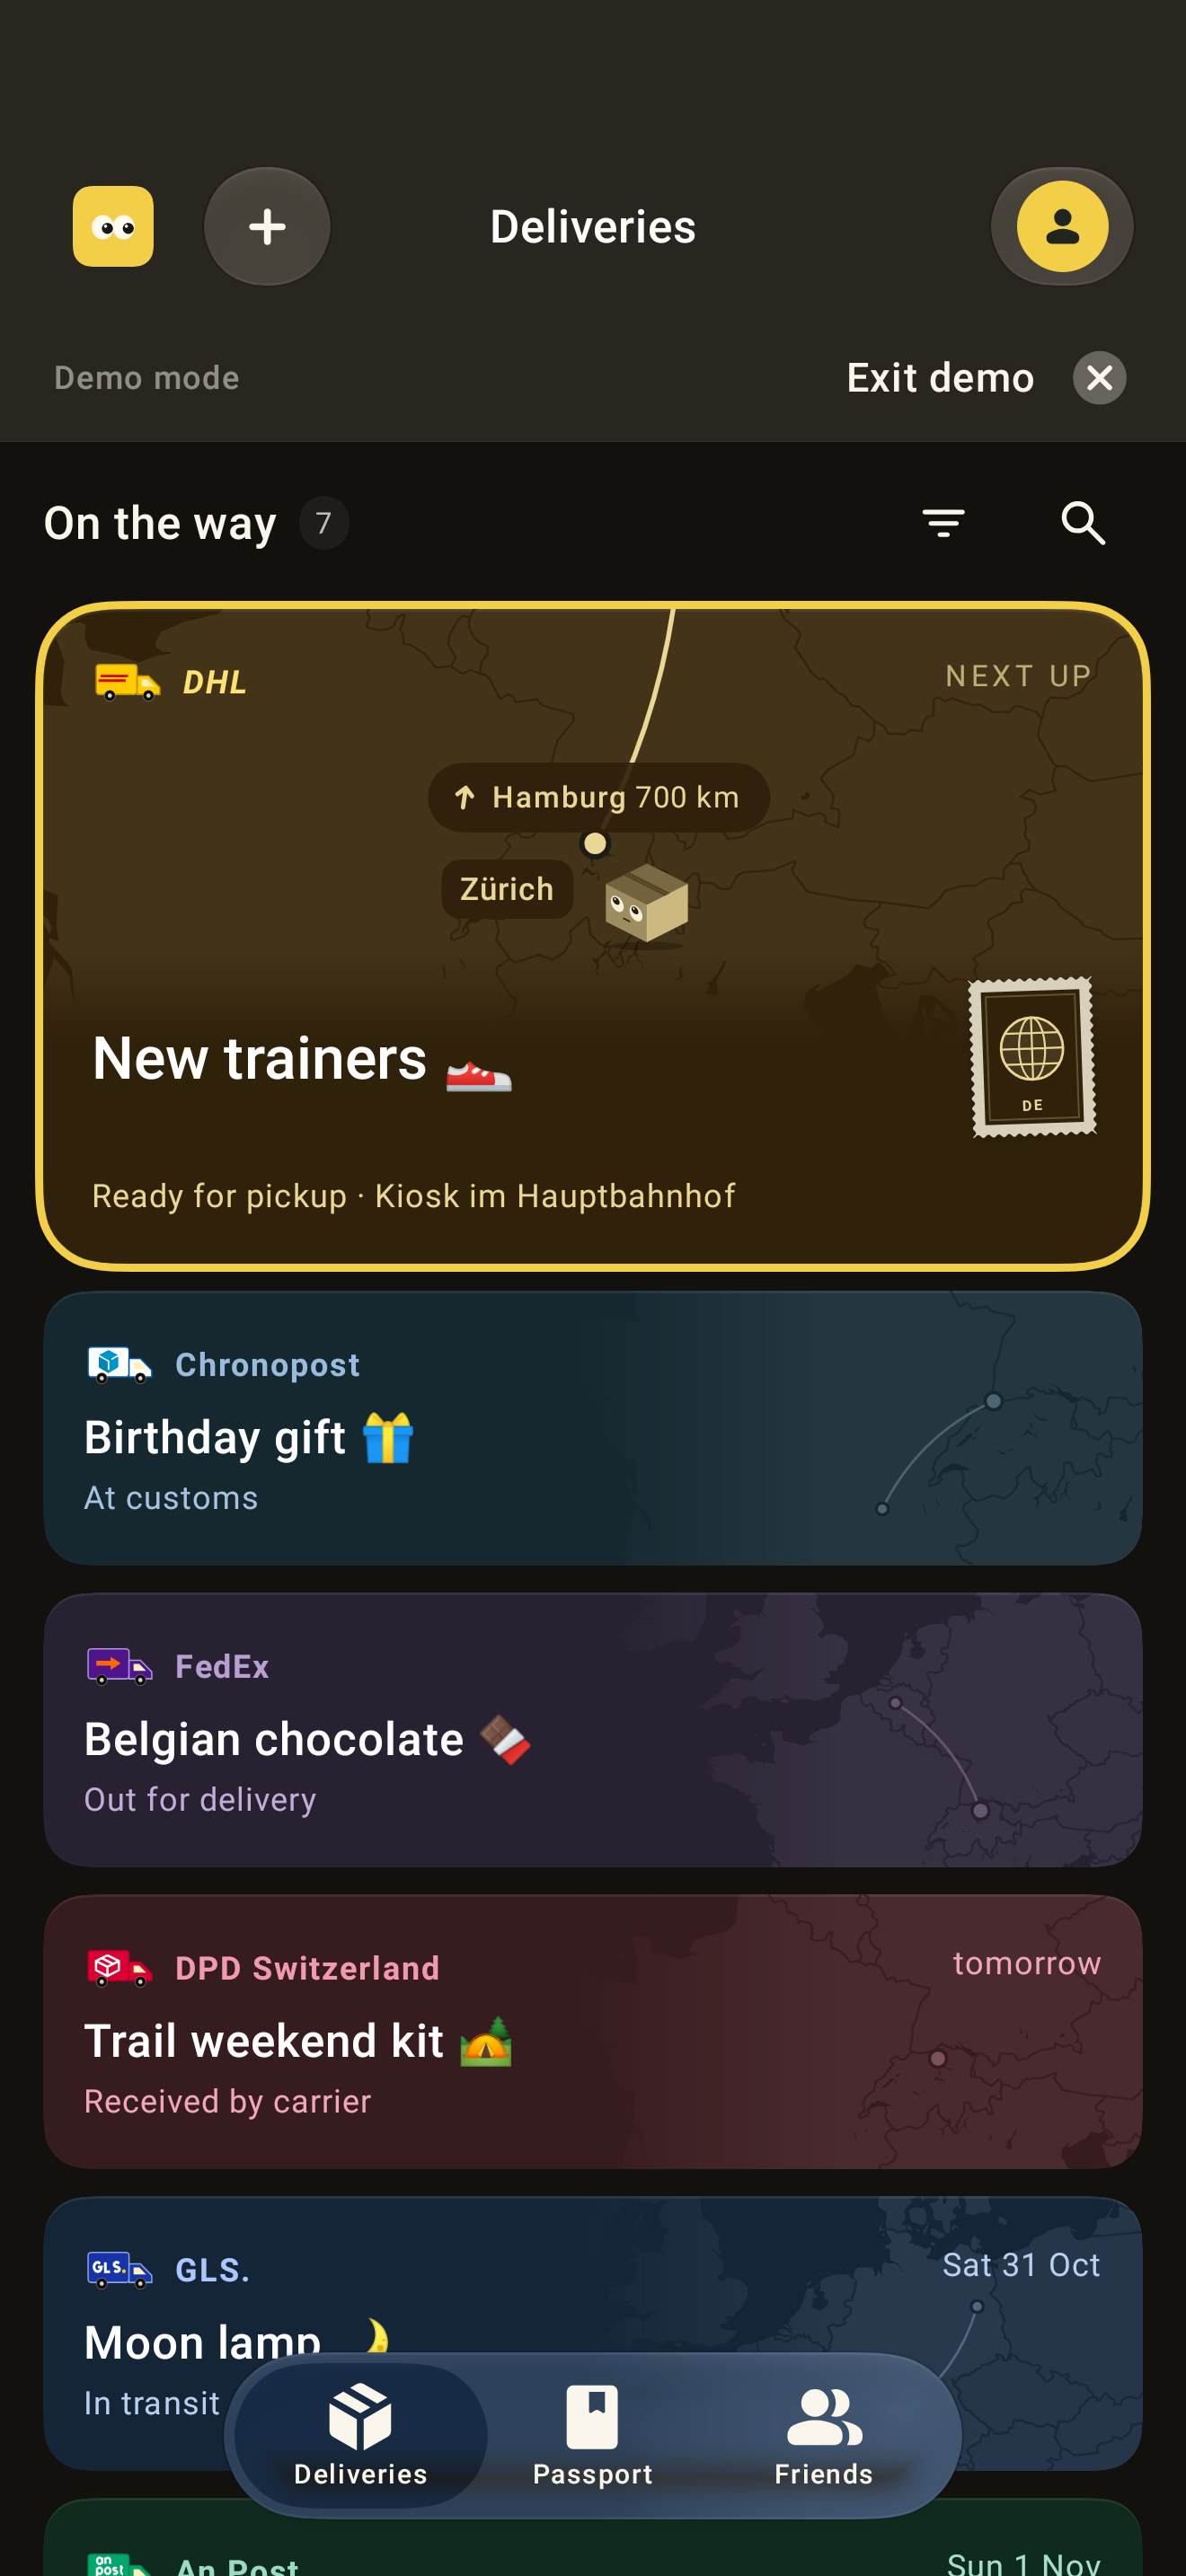 Deliveries
Demo mode
Exit demo
On the way 7
DHL
NEXT UP
Hamburg 700 km
Zürich
New trainers
DE
Ready for pickup · Kiosk im Hauptbahnhof
Chronopost
Birthday gift
At customs
FedEx
Belgian chocolate
Out for delivery
DPD Switzerland
tomorrow
Trail weekend kit
Received by carrier
GLS.
GLS.
Sat 31 Oct
Moon lamp
In transit
Deliveries
Passport
Friends
an
post
An Post
Sun 1 Nov